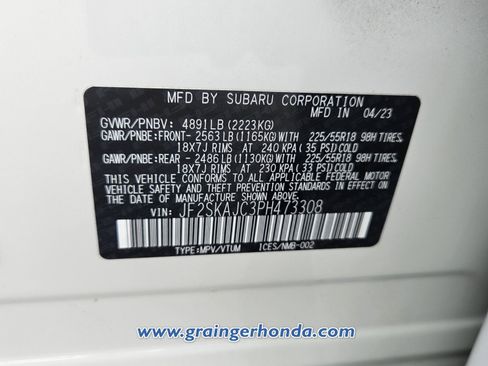 MFD BY SUBARU CORPORATION
MFD IN 04/23
GVWR/PNBV: 4891LB(2223KG)
GAWR/PNBE:FRONT-2563LB(1165KG)WITH 225/55R18 98H TIRES,
18X7J RIMS AT 240 KPA(35 PSI)COLD
GAWR/PNBE:REAR -2486LB(1130KG)WITH 225/55R18 98H TIRES,
18X7J RIMS AT 230 KPA(33 PSI)COLD
THIS VEHICLE CONFORMS TO ALL APPLICABLE FEDERAL MOTOR
VEHICLE SAFETY AND THEFT PREVENTION STANDARDS IN EFFECT ON
THE DATE OF MANUFACTURE SHOWN ABOVE
VIN: JF2SKAJC3PH473308
TYPE:MPV/VTUM ICES/NMB-002
www.graingerhonda.com